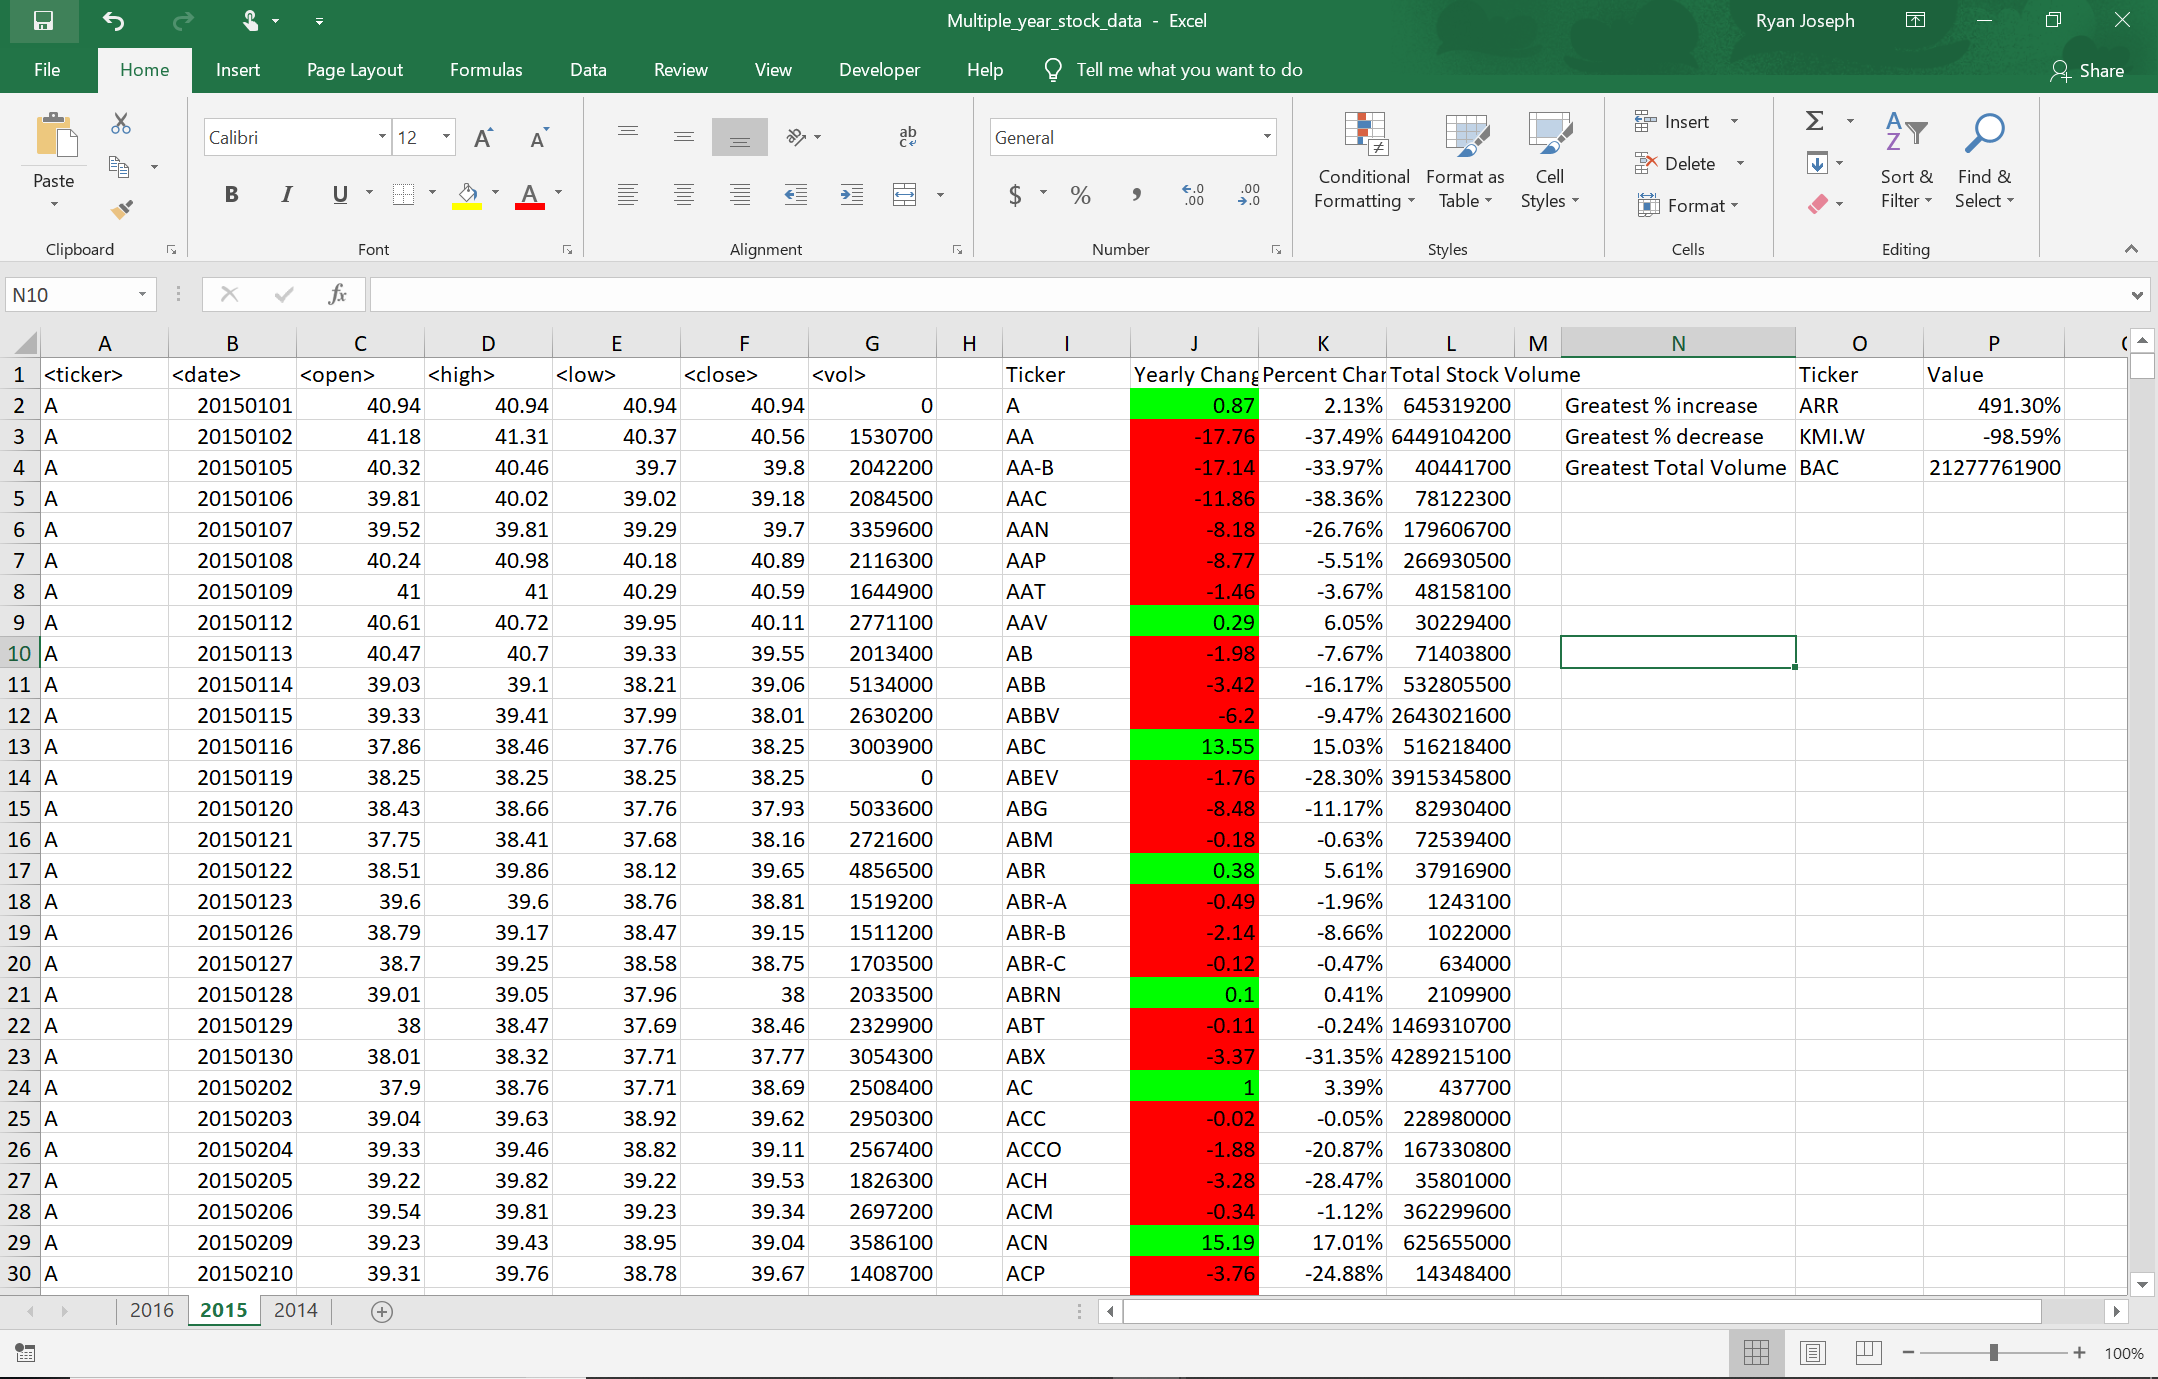 Multiple_year_stock_data - Excel
Ryan Joseph
File Home Insert Page Layout Formulas Data Review View Developer Help Tell me what you want to do Share
Paste
Clipboard
Calibri 12
B I U A
Font
ab
Alignment
General
$ % ,
Number
Conditional Formatting
Format as Table
Cell Styles
Styles
Insert
Delete
Format
Cells
Sort & Filter
Find & Select
Editing
N10 fx
A B C D E F G H I J K L M N O P
1 <ticker> <date> <open> <high> <low> <close> <vol> Ticker Yearly Chang Percent Char Total Stock Volume Ticker Value
2 A 20150101 40.94 40.94 40.94 40.94 0 A 0.87 2.13% 645319200 Greatest % increase ARR 491.30%
3 A 20150102 41.18 41.31 40.37 40.56 1530700 AA -17.76 -37.49% 6449104200 Greatest % decrease KMI.W -98.59%
4 A 20150105 40.32 40.46 39.7 39.8 2042200 AA-B -17.14 -33.97% 40441700 Greatest Total Volume BAC 21277761900
5 A 20150106 39.81 40.02 39.02 39.18 2084500 AAC -11.86 -38.36% 78122300
6 A 20150107 39.52 39.81 39.29 39.7 3359600 AAN -8.18 -26.76% 179606700
7 A 20150108 40.24 40.98 40.18 40.89 2116300 AAP -8.77 -5.51% 266930500
8 A 20150109 41 41 40.29 40.59 1644900 AAT -1.46 -3.67% 48158100
9 A 20150112 40.61 40.72 39.95 40.11 2771100 AAV 0.29 6.05% 30229400
10 A 20150113 40.47 40.7 39.33 39.55 2013400 AB -1.98 -7.67% 71403800
11 A 20150114 39.03 39.1 38.21 39.06 5134000 ABB -3.42 -16.17% 532805500
12 A 20150115 39.33 39.41 37.99 38.01 2630200 ABBV -6.2 -9.47% 2643021600
13 A 20150116 37.86 38.46 37.76 38.25 3003900 ABC 13.55 15.03% 516218400
14 A 20150119 38.25 38.25 38.25 38.25 0 ABEV -1.76 -28.30% 3915345800
15 A 20150120 38.43 38.66 37.76 37.93 5033600 ABG -8.48 -11.17% 82930400
16 A 20150121 37.75 38.41 37.68 38.16 2721600 ABM -0.18 -0.63% 72539400
17 A 20150122 38.51 39.86 38.12 39.65 4856500 ABR 0.38 5.61% 37916900
18 A 20150123 39.6 39.6 38.76 38.81 1519200 ABR-A -0.49 -1.96% 1243100
19 A 20150126 38.79 39.17 38.47 39.15 1511200 ABR-B -2.14 -8.66% 1022000
20 A 20150127 38.7 39.25 38.58 38.75 1703500 ABR-C -0.12 -0.47% 634000
21 A 20150128 39.01 39.05 37.96 38 2033500 ABRN 0.1 0.41% 2109900
22 A 20150129 38 38.47 37.69 38.46 2329900 ABT -0.11 -0.24% 1469310700
23 A 20150130 38.01 38.32 37.71 37.77 3054300 ABX -3.37 -31.35% 4289215100
24 A 20150202 37.9 38.76 37.71 38.69 2508400 AC 1 3.39% 437700
25 A 20150203 39.04 39.63 38.92 39.62 2950300 ACC -0.02 -0.05% 228980000
26 A 20150204 39.33 39.46 38.82 39.11 2567400 ACCO -1.88 -20.87% 167330800
27 A 20150205 39.22 39.82 39.22 39.53 1826300 ACH -3.28 -28.47% 35801000
28 A 20150206 39.54 39.81 39.23 39.34 2697200 ACM -0.34 -1.12% 362299600
29 A 20150209 39.23 39.43 38.95 39.04 3586100 ACN 15.19 17.01% 625655000
30 A 20150210 39.31 39.76 38.78 39.67 1408700 ACP -3.76 -24.88% 14348400
2016 2015 2014
100%